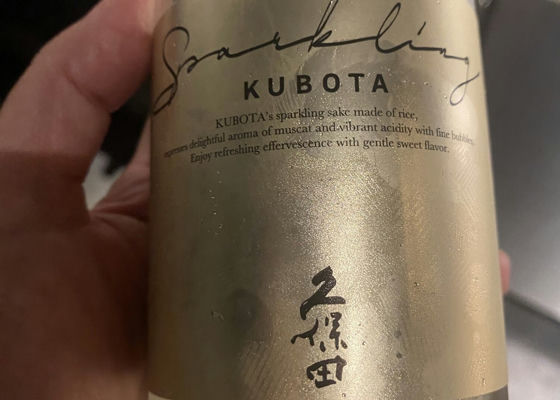 Sparkling
KUBOTA
KUBOTA's sparkling sake made of rice,
expresses delightful aroma of muscat and vibrant acidity with fine bubbles.
Enjoy refreshing effervescence with gentle sweet flavor.
久保田